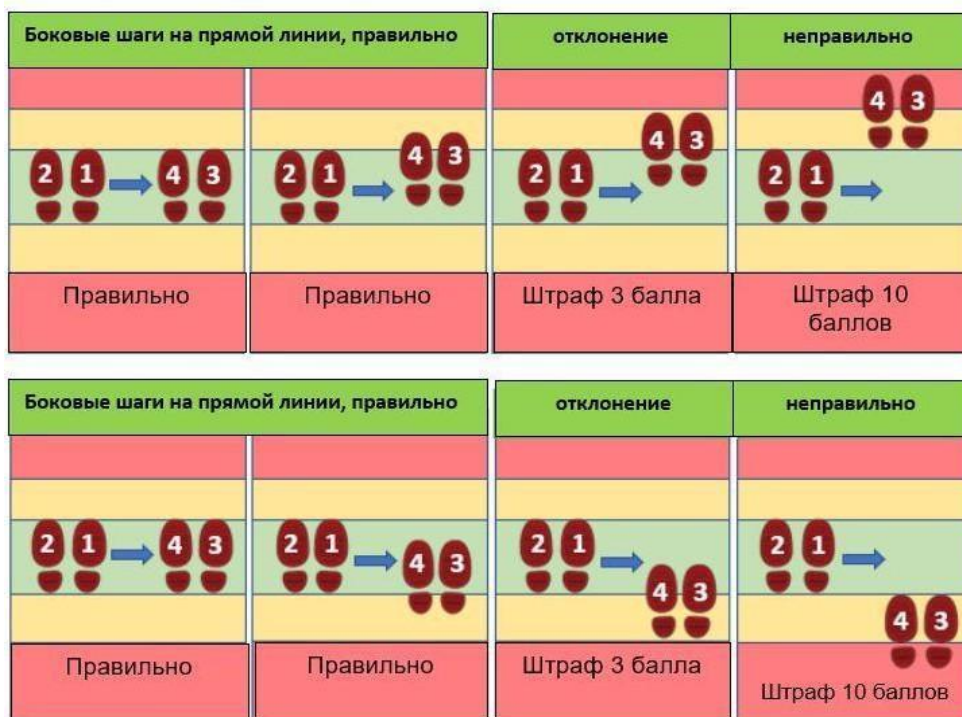 Боковые шаги на прямой линии, правильно
отклонение
неправильно
2 1 4 3
2 1 4 3
2 1 4 3
2 1 4 3
Правильно
Правильно
Штраф 3 балла
Штраф 10
баллов
Боковые шаги на прямой линии, правильно
отклонение
неправильно
2 1 4 3
2 1 4 3
2 1 4 3
2 1 4 3
Правильно
Правильно
Штраф 3 балла
Штраф 10 баллов